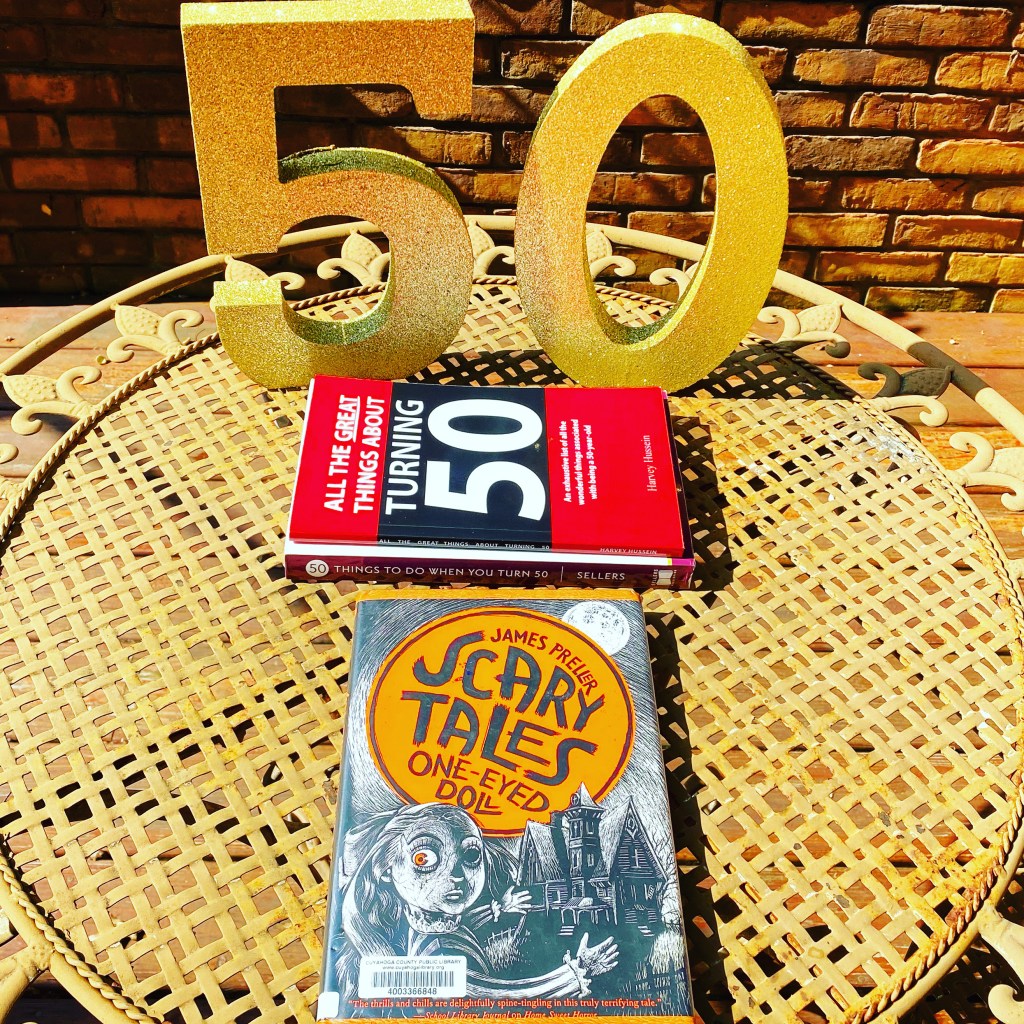 50
ALL THE GREAT
THINGS ABOUT
TURNING
50
An exhaustive list of all the
wonderful things associated
with being a 50-year-old
Harvey Hussein
ALL THE GREAT THINGS ABOUT TURNING 50
HARVEY HUSSEIN
50 THINGS TO DO WHEN YOU TURN 50 | SELLERS
JAMES PRELLER
SCARY
TALES
ONE-EYED
DOLL
CUYAHOGA COUNTY PUBLIC LIBRARY
www.cuyahogalibrary.org
4003366848
"The thrills and chills are delightfully spine-tingling in this truly terrifying tale."
—School Library Journal on Home Sweet Horror